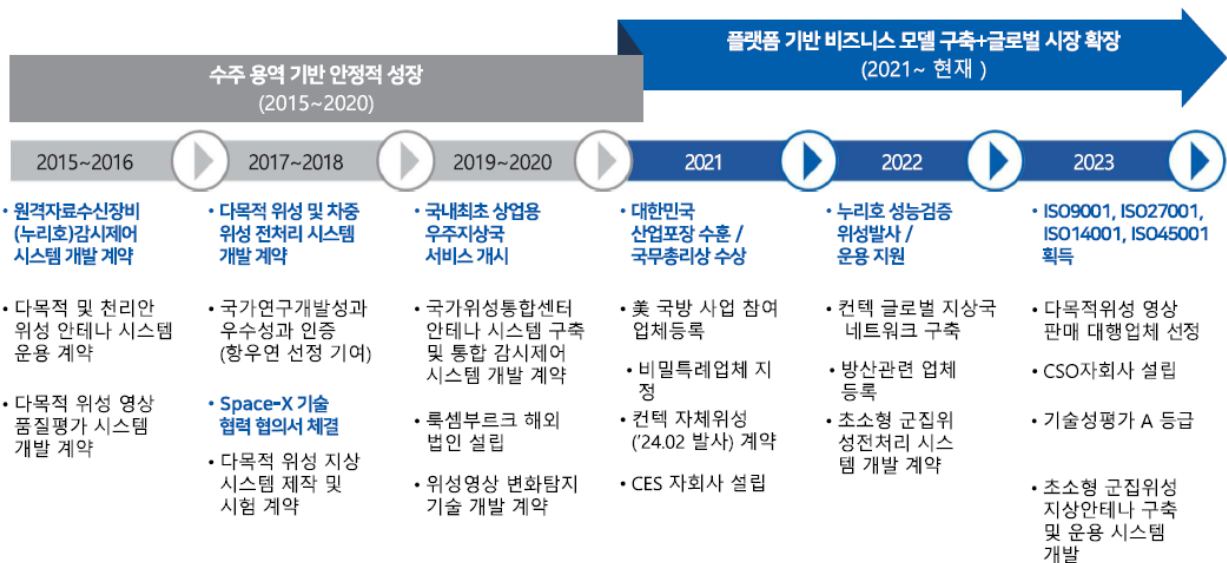 플랫폼 기반 비즈니스 모델 구축+글로벌 시장 확장
(2021~ 현재 )
수주 용역 기반 안정적 성장
(2015~2020)
2015~2016
2017~2018
2019~2020
2021
2022
2023
• 원격자료수신장비
(누리호)감시제어
시스템 개발 계약
• 다목적 및 천리안
위성 안테나 시스템
운용 계약
• 다목적 위성 영상
품질평가 시스템
개발 계약
• 다목적 위성 및 차중
위성 전처리 시스템
개발 계약
• 국가연구개발성과
우수성과 인증
(항우연 선정 기여)
• Space-X 기술
협력 협의서 체결
• 다목적 위성 지상
시스템 제작 및
시험 계약
• 국내최초 상업용
우주지상국
서비스 개시
• 국가위성통합센터
안테나 시스템 구축
및 통합 감시제어
시스템 개발 계약
• 룩셈부르크 해외
법인 설립
• 위성영상 변화탐지
기술 개발 계약
• 대한민국
산업포장 수훈 /
국무총리상 수상
• 美 국방 사업 참여
업체등록
• 비밀특례업체 지
정
• 컨텍 자체위성
('24.02 발사) 계약
• CES 자회사 설립
• 누리호 성능검증
위성발사 /
운용 지원
• 컨텍 글로벌 지상국
네트워크 구축
• 방산관련 업체
등록
• 초소형 군집위
성전처리 시스
템 개발 계약
• ISO9001, ISO27001,
ISO14001, ISO45001
획득
• 다목적위성 영상
판매 대행업체 선정
• CSO자회사 설립
• 기술성평가 A 등급
• 초소형 군집위성
지상안테나 구축
및 운용 시스템
개발